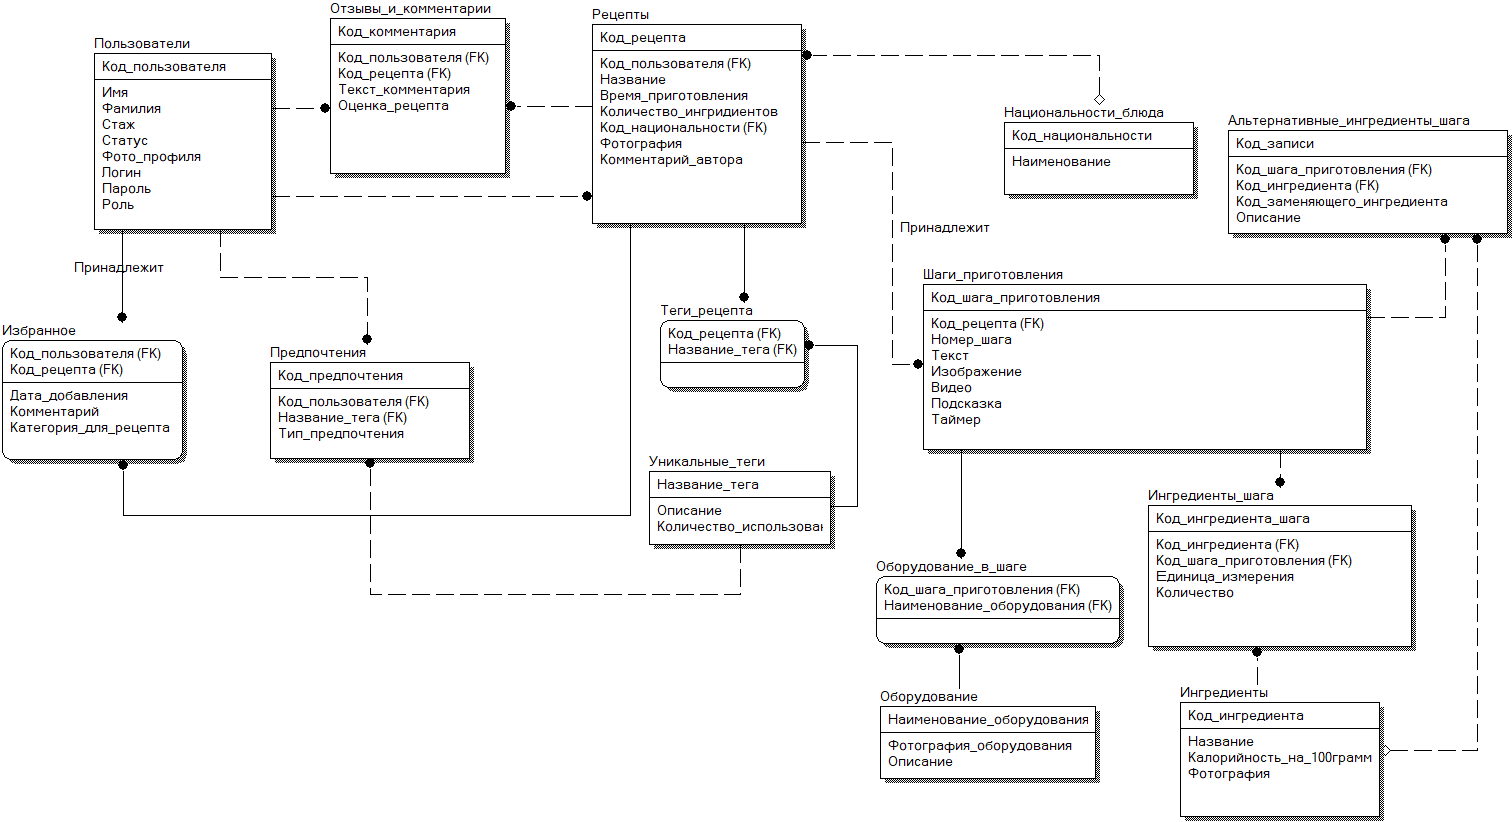 Отзывы_и_комментарии
Код_комментария
Код_пользователя (FK)
Код_рецепта (FK)
Текст_комментария
Оценка_рецепта
Рецепты
Код_рецепта
Код_пользователя (FK)
Название
Время_приготовления
Количество_ингридиентов
Код_национальности (FK)
Фотография
Комментарий_автора
Пользователи
Код_пользователя
Имя
Фамилия
Стаж
Статус
Фото_профиля
Логин
Пароль
Роль
Национальности_блюда
Код_национальности
Наименование
Альтернативные_ингредиенты_шага
Код_записи
Код_шага_приготовления (FK)
Код_ингредиента (FK)
Код_заменяющего_ингредиента
Описание
Принадлежит
Принадлежит
Шаги_приготовления
Код_шага_приготовления
Код_рецепта (FK)
Номер_шага
Текст
Изображение
Видео
Подсказка
Таймер
Теги_рецепта
Код_рецепта (FK)
Название_тега (FK)
Избранное
Код_пользователя (FK)
Код_рецепта (FK)
Дата_добавления
Комментарий
Категория_для_рецепта
Предпочтения
Код_предпочтения
Код_пользователя (FK)
Название_тега (FK)
Тип_предпочтения
Уникальные_теги
Название_тега
Описание
Количество_использован
Ингредиенты_шага
Код_ингредиента_шага
Код_ингредиента (FK)
Код_шага_приготовления (FK)
Единица_измерения
Количество
Оборудование_в_шаге
Код_шага_приготовления (FK)
Наименование_оборудования (FK)
Оборудование
Наименование_оборудования
Фотография_оборудования
Описание
Ингредиенты
Код_ингредиента
Название
Калорийность_на_100грамм
Фотография